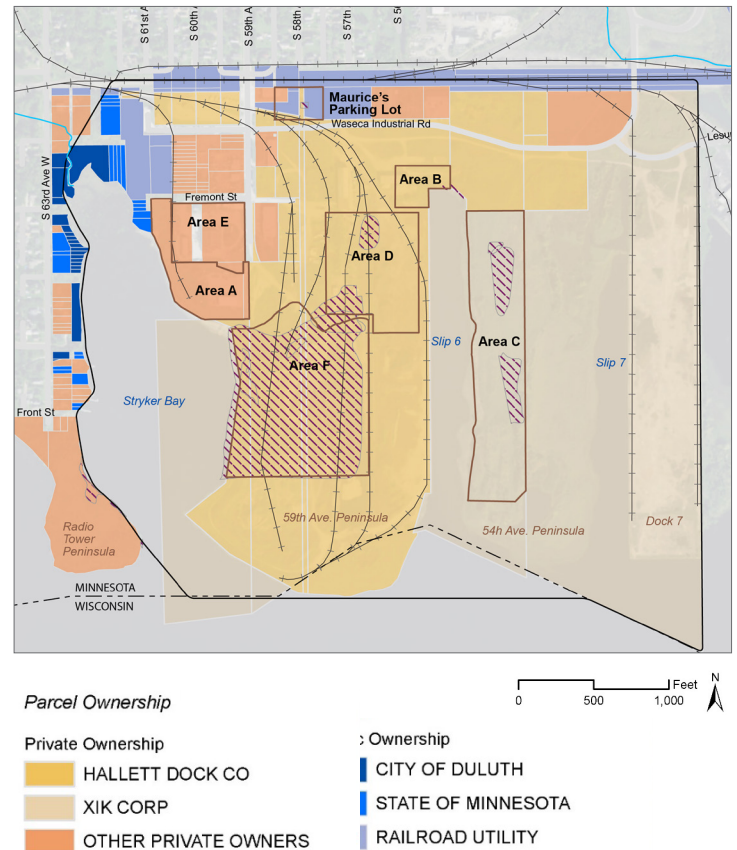 S 61st A
S 60th
S 59th A
S 58th
S 57th
S 5
Maurice's
Parking Lot
Waseca Industrial Rd
Lesu
S 63rd Ave W
Area B
Fremont St
Area E
Area D
Area A
Slip 6
Area C
Slip 7
Area F
Stryker Bay
Front St
59th Ave. Peninsula
54h Ave. Peninsula
Dock 7
Radio
Tower
Peninsula
MINNESOTA
WISCONSIN
Feet
N
0 500 1,000
Parcel Ownership
Private Ownership
c Ownership
HALLETT DOCK CO
CITY OF DULUTH
XIK CORP
STATE OF MINNESOTA
OTHER PRIVATE OWNERS
RAILROAD UTILITY